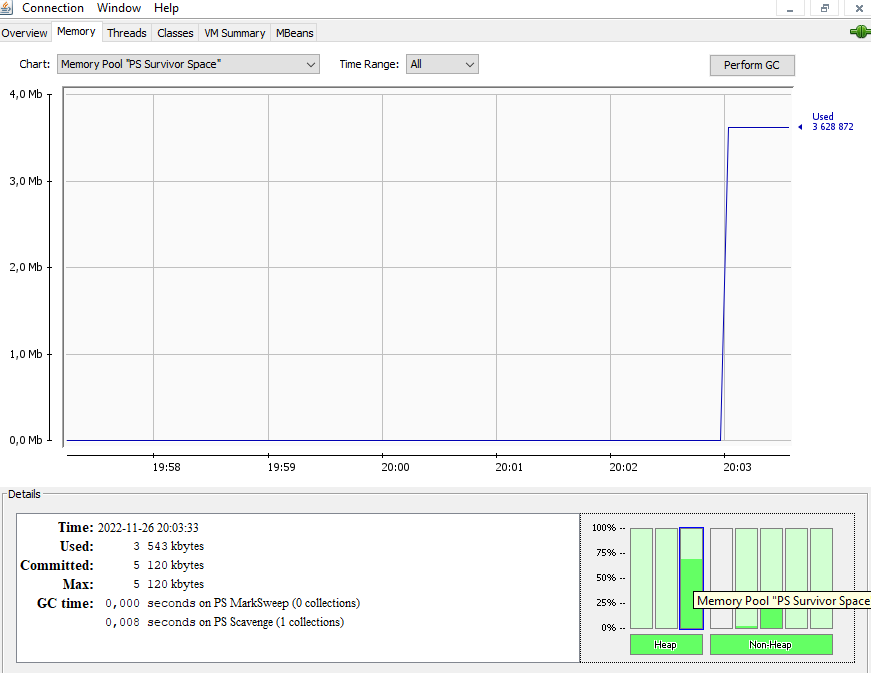 Connection Window Help
Overview Memory Threads Classes VM Summary MBeans
Chart: Memory Pool "PS Survivor Space" Time Range: All Perform GC
4,0 Mb
Used
3 628 872
3,0 Mb
2,0 Mb
1,0 Mb
0,0 Mb
19:58 19:59 20:00 20:01 20:02 20:03
Details
Time: 2022-11-26 20:03:33
Used: 3 543 kbytes
Committed: 5 120 kbytes
Max: 5 120 kbytes
GC time: 0,000 seconds on PS MarkSweep (0 collections)
0,008 seconds on PS Scavenge (1 collections)
100% --
75% --
50% --
25% --
0% --
Memory Pool "PS Survivor Space
Heap Non-Heap